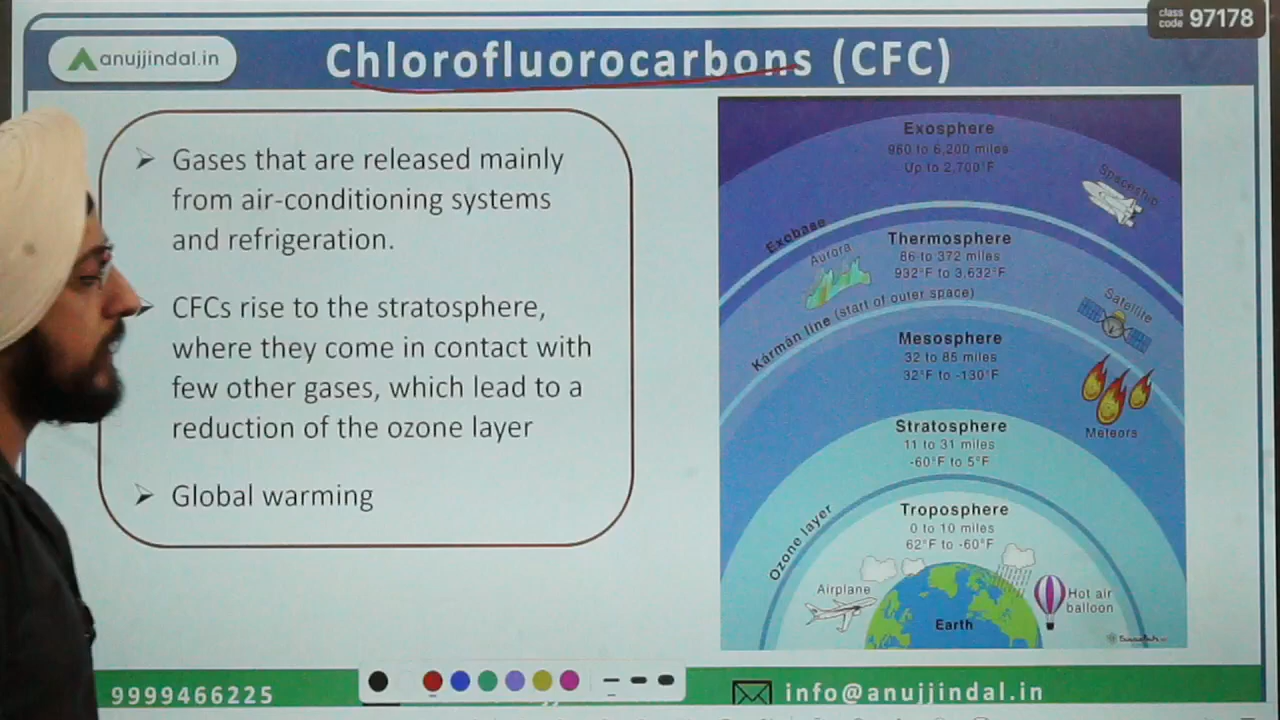 class
code 97178
anujjindal.in
Chlorofluorocarbons (CFC)
Gases that are released mainly
from air-conditioning systems
and refrigeration.
CFCs rise to the stratosphere,
where they come in contact with
few other gases, which lead to a
reduction of the ozone layer
Global warming
Exosphere
960 to 6,200 miles
Up to 2,700°F
Spaceship
Exobase
Thermosphere
86 to 372 miles
932°F to 3,632°F
Aurora
Satellite
Kármán line (start of outer space)
Mesosphere
32 to 85 miles
32°F to -130°F
Meteors
Stratosphere
11 to 31 miles
-60°F to 5°F
Ozone layer
Troposphere
0 to 10 miles
62°F to -60°F
Airplane
Hot air
balloon
Earth
9999466225
info@anujjindal.in